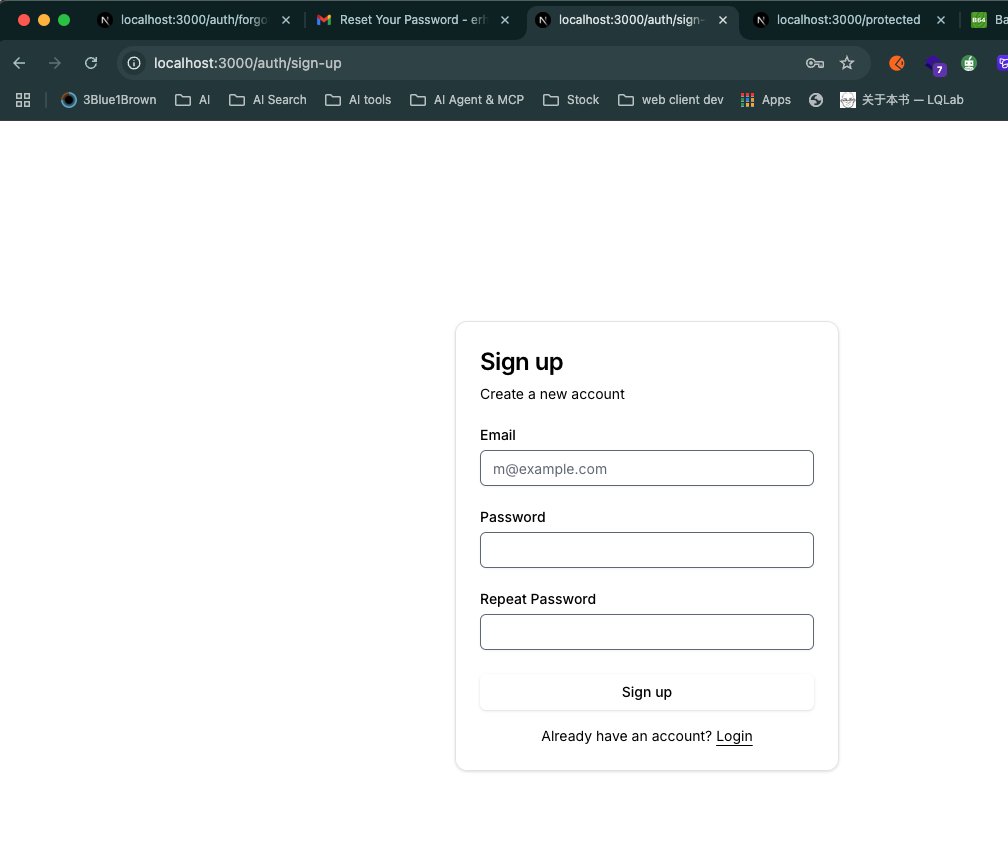 localhost:3000/auth/forgo
Reset Your Password - erh
localhost:3000/auth/sign-
localhost:3000/protected
B64
Ba
localhost:3000/auth/sign-up
7
3Blue1Brown
AI
AI Search
AI tools
AI Agent & MCP
Stock
web client dev
Apps
关于本书 — LQLab
Sign up
Create a new account
Email
m@example.com
Password
Repeat Password
Sign up
Already have an account? Login